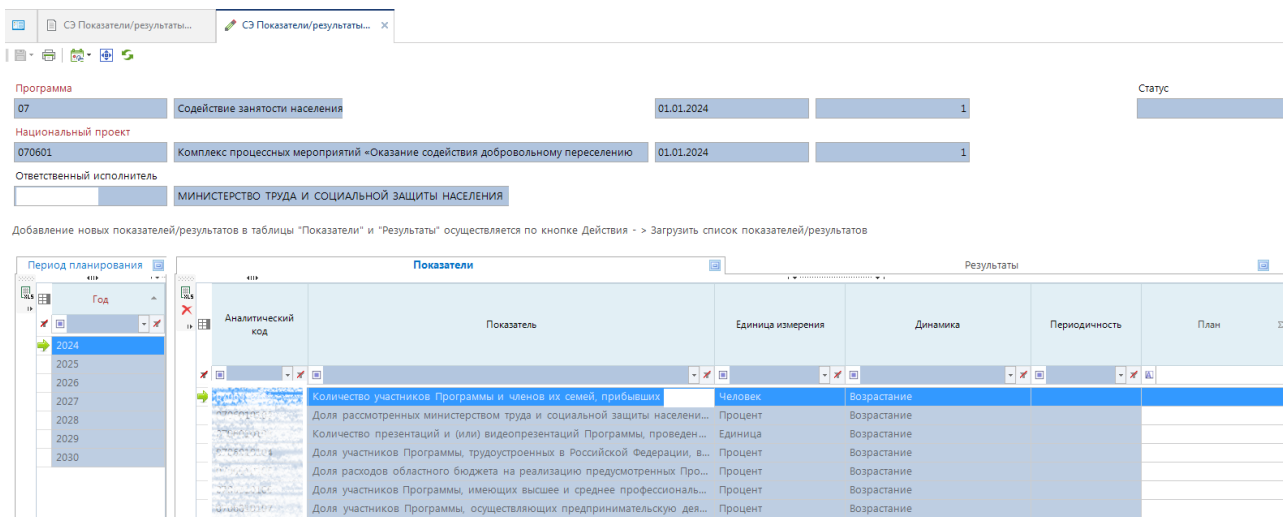 СЭ Показатели/результаты...
СЭ Показатели/результаты...
Программа
Статус
07
Содействие занятости населения
01.01.2024
1
Национальный проект
070601
Комплекс процессных мероприятий «Оказание содействия добровольному переселению
01.01.2024
1
Ответственный исполнитель
МИНИСТЕРСТВО ТРУДА И СОЦИАЛЬНОЙ ЗАЩИТЫ НАСЕЛЕНИЯ
Добавление новых показателей/результатов в таблицы "Показатели" и "Результаты" осуществляется по кнопке Действия - > Загрузить список показателей/результатов
Период планирования
Показатели
Результаты
Год
Аналитический код
Показатель
Единица измерения
Динамика
Периодичность
План
2024
2025
2026
2027
2028
2029
2030
Количество участников Программы и членов их семей, прибывших
Человек
Возрастание
Доля рассмотренных министерством труда и социальной защиты населени...
Процент
Возрастание
Количество презентаций и (или) видеопрезентаций Программы, проведен...
Единица
Возрастание
Доля участников Программы, трудоустроенных в Российской Федерации, в...
Процент
Возрастание
Доля расходов областного бюджета на реализацию предусмотренных Про...
Процент
Возрастание
Доля участников Программы, имеющих высшее и среднее профессиональ...
Процент
Возрастание
Доля участников Программы, осуществляющих предпринимательскую дея...
Процент
Возрастание